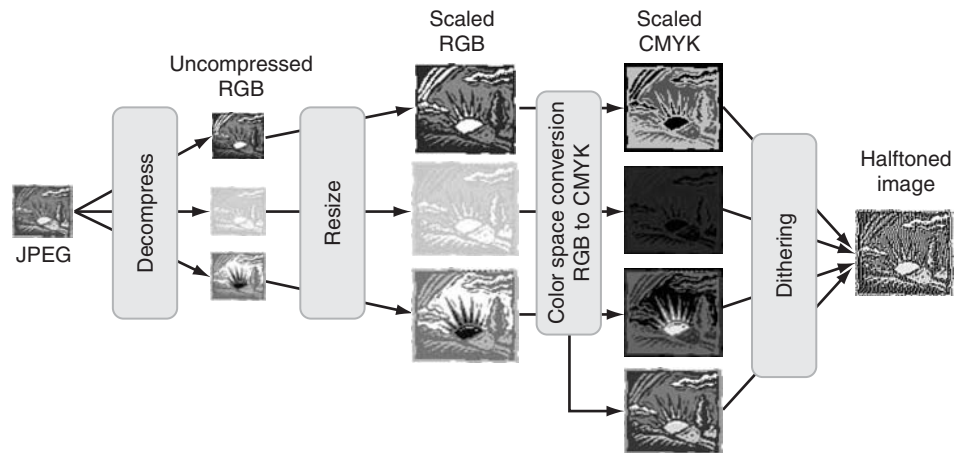 JPEG
Decompress
Uncompressed
RGB
Resize
Scaled
RGB
Color space conversion
RGB to CMYK
Scaled
CMYK
Dithering
Halftoned
image